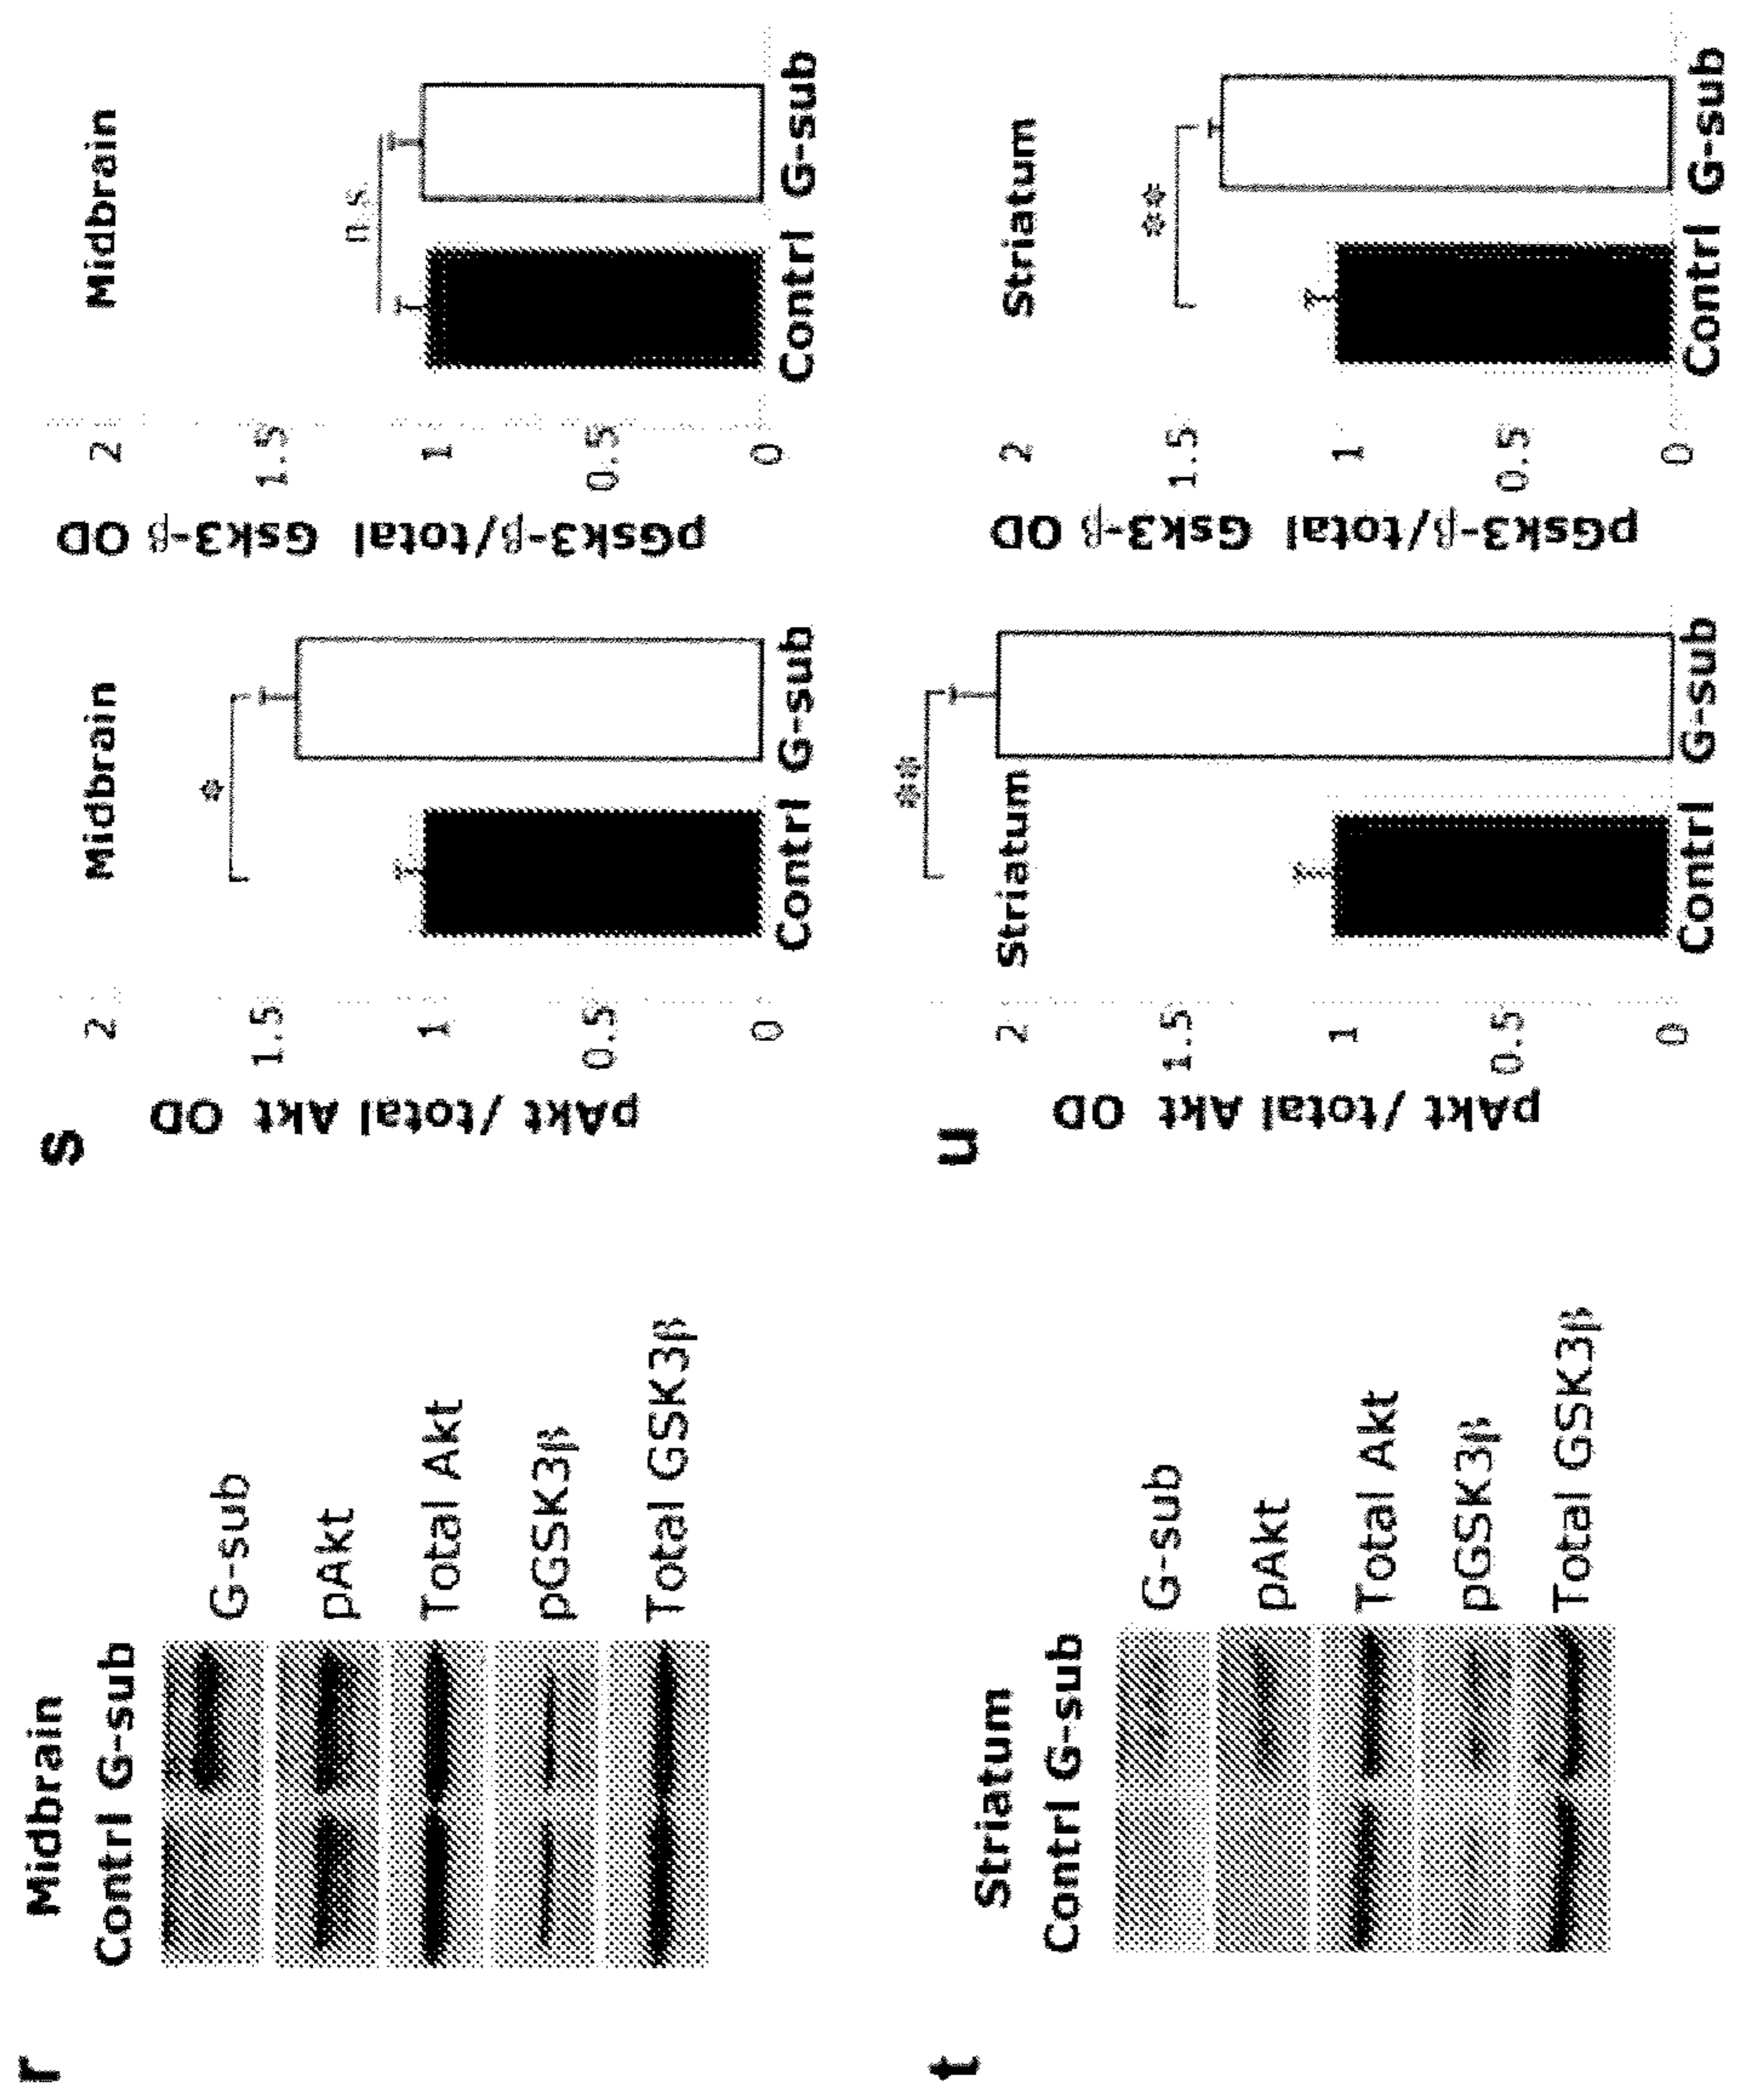 r
Midbrain
Contrl G-sub
G-sub
pAkt
Total Akt
pGSK3β
Total GSK3β
s
pAkt /total Akt OD
2
1.5
1
0.5
0
Midbrain
*
Contrl G-sub
pGsk3-β/total Gsk3-β OD
2
1.5
1
0.5
0
Midbrain
n.s.
Contrl G-sub
t
Striatum
Contrl G-sub
G-sub
pAkt
Total Akt
pGSK3β
Total GSK3β
u
pAkt /total Akt OD
2
1.5
1
0.5
0
**
Striatum
Contrl G-sub
pGsk3-β/total Gsk3-β OD
2
1.5
1
0.5
0
Striatum
**
Contrl G-sub